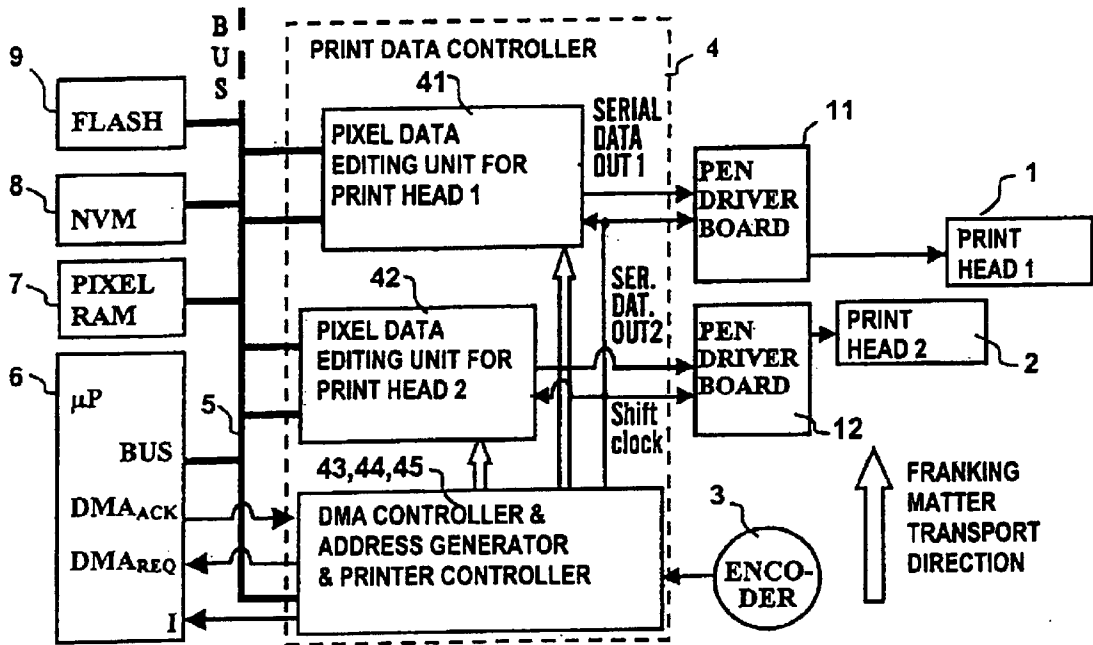 B
U
S
PRINT DATA CONTROLLER
4
9
FLASH
41
PIXEL DATA
EDITING UNIT FOR
PRINT HEAD 1
SERIAL
DATA
OUT 1
11
PEN
DRIVER
BOARD
1
PRINT
HEAD 1
8
NVM
7
PIXEL
RAM
42
PIXEL DATA
EDITING UNIT FOR
PRINT HEAD 2
SER.
DAT.
OUT2
PEN
DRIVER
BOARD
12
PRINT
HEAD 2
2
Shift
clock
6
µP
BUS
DMAACK
DMAREQ
I
5
43,44,45
DMA CONTROLLER &
ADDRESS GENERATOR
& PRINTER CONTROLLER
3
ENCO-
DER
FRANKING
MATTER
TRANSPORT
DIRECTION